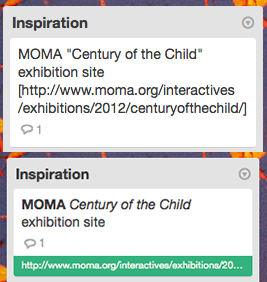 Inspiration
MOMA "Century of the Child"
exhibition site
[http://www.moma.org/interactives
/exhibitions/2012/centuryofthechild/]
1
Inspiration
MOMA Century of the Child
exhibition site
1
http://www.moma.org/interactives/exhibitions/20...